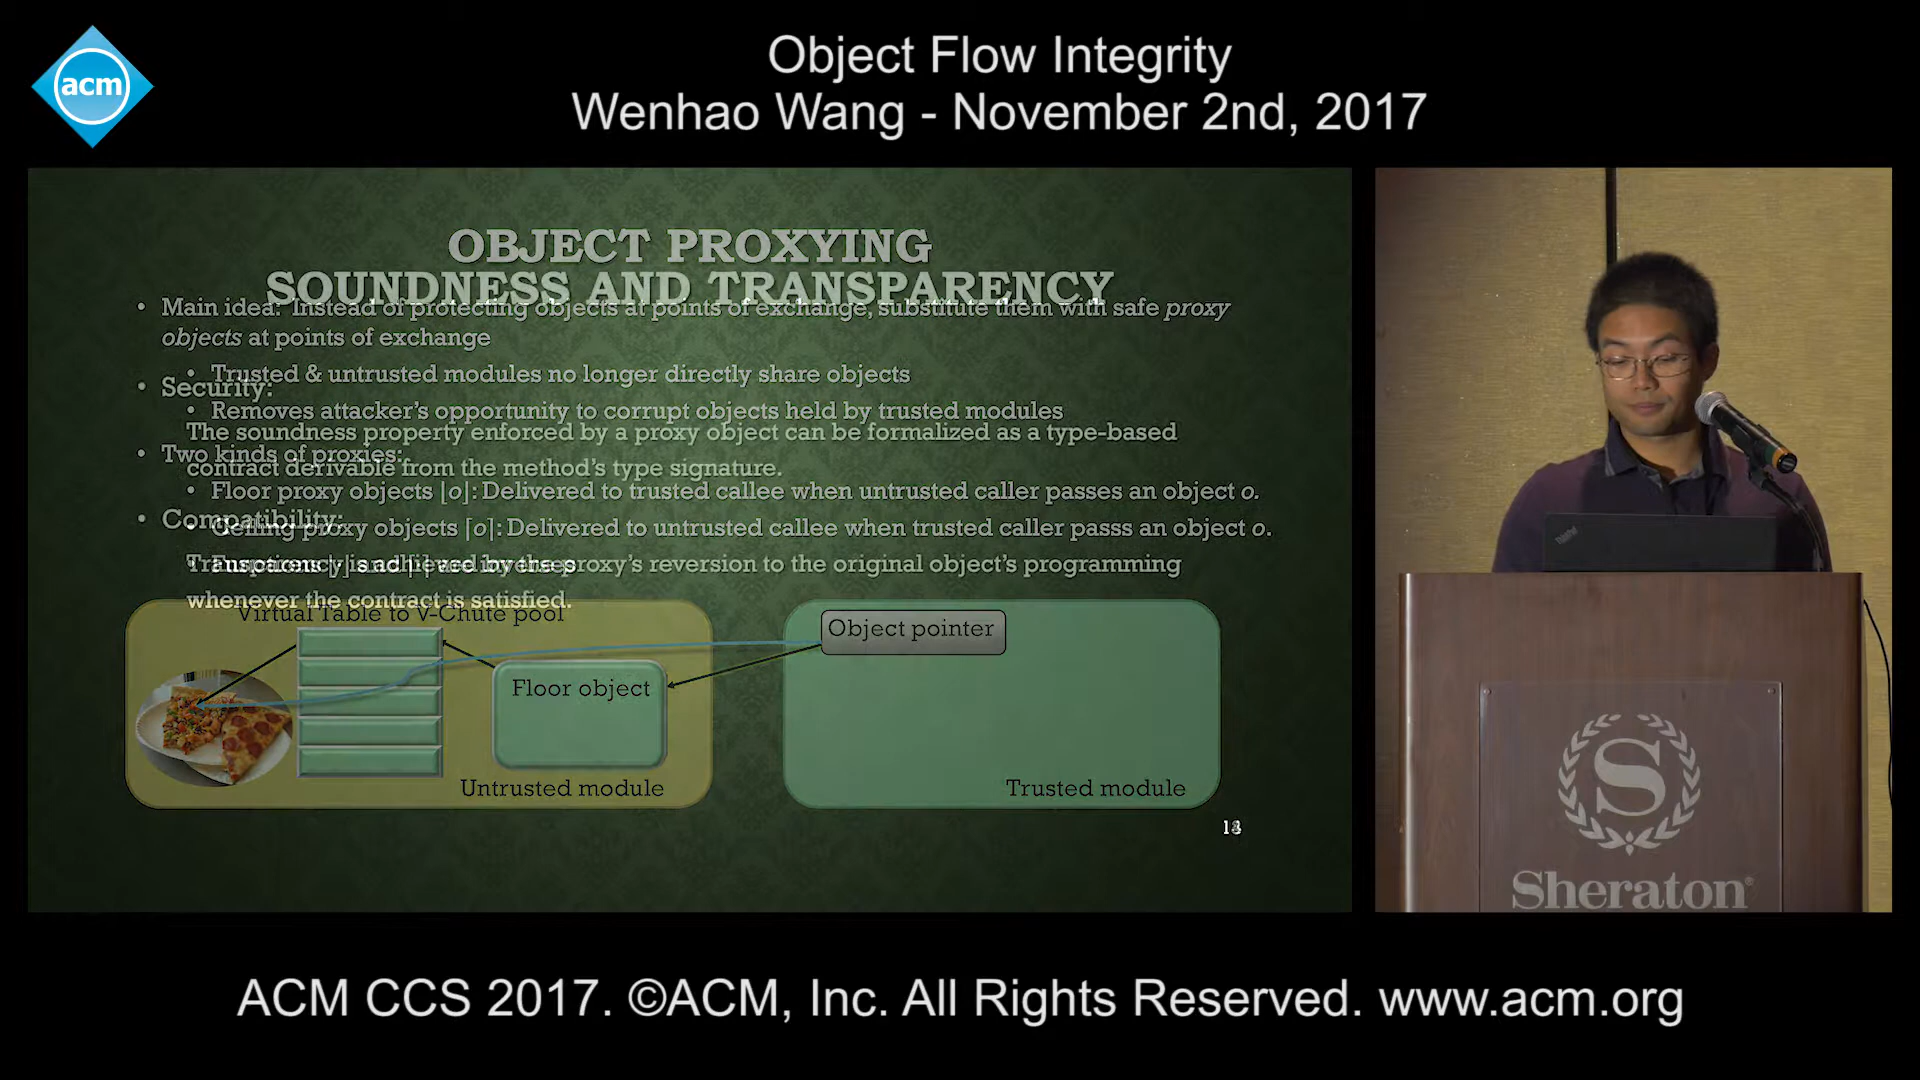 acm
Object Flow Integrity
Wenhao Wang - November 2nd, 2017
OBJECT PROXYING
SOUNDNESS AND TRANSPARENCY
• Main idea: Instead of protecting objects at points of exchange, substitute them with safe proxy
objects at points of exchange
• Trusted & untrusted modules no longer directly share objects
• Security:
• Removes attacker's opportunity to corrupt objects held by trusted modules
The soundness property enforced by a proxy object can be formalized as a type-based
• Two kinds of proxies:
contract derivable from the method's type signature.
• Floor proxy objects ⌊o⌋: Delivered to trusted callee when untrusted caller passes an object o.
• Compatibility:
• Ceiling proxy objects ⌈o⌉: Delivered to untrusted callee when trusted caller passs an object o.
proxy's reversion to the original object's programming
whenever the contract is satisfied.
Virtual Table to V-Chute pool
Object pointer
Floor object
Untrusted module
Trusted module
ThinkPad
S
Sheraton®
ACM CCS 2017. ©ACM, Inc. All Rights Reserved. www.acm.org